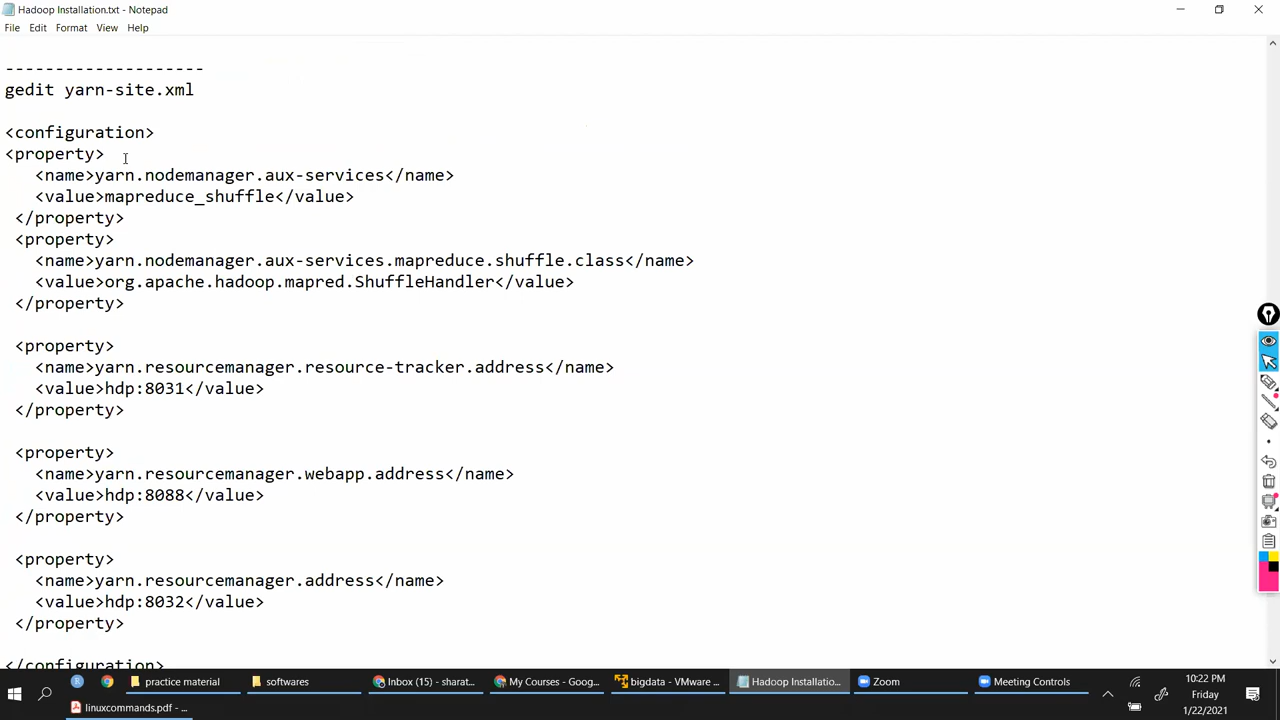 Hadoop Installation.txt - Notepad
File Edit Format View Help
--------------------
gedit yarn-site.xml
<configuration>
<property>
<name>yarn.nodemanager.aux-services</name>
<value>mapreduce_shuffle</value>
</property>
<property>
<name>yarn.nodemanager.aux-services.mapreduce.shuffle.class</name>
<value>org.apache.hadoop.mapred.ShuffleHandler</value>
</property>
<property>
<name>yarn.resourcemanager.resource-tracker.address</name>
<value>hdp:8031</value>
</property>
<property>
<name>yarn.resourcemanager.webapp.address</name>
<value>hdp:8088</value>
</property>
<property>
<name>yarn.resourcemanager.address</name>
<value>hdp:8032</value>
</property>
</configuration>
practice material softwares Inbox (15) - sharat... My Courses - Goog... bigdata - VMware ... Hadoop Installatio... Zoom Meeting Controls
10:22 PM
Friday
1/22/2021
linuxcommands.pdf - ...